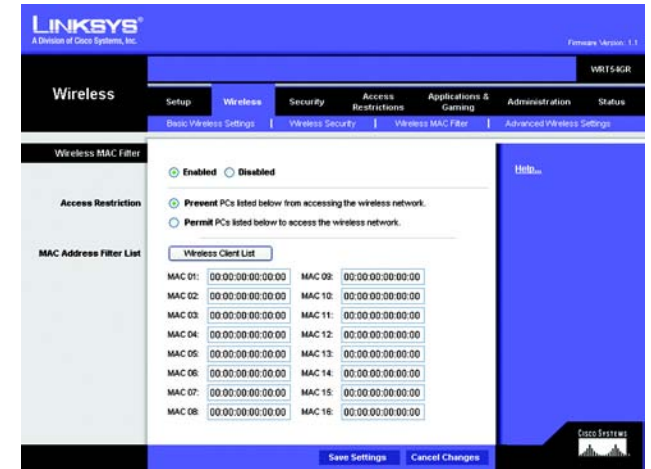 LINKSYS®
A Division of Cisco Systems, Inc.
Firmware Version: 1.1
WRT54GR
Wireless
Setup Wireless Security Access Restrictions Applications & Gaming Administration Status
Basic Wireless Settings | Wireless Security | Wireless MAC Filter | Advanced Wireless Settings
Wireless MAC Filter
Enabled Disabled
Help...
Access Restriction
Prevent PCs listed below from accessing the wireless network.
Permit PCs listed below to access the wireless network.
MAC Address Filter List
Wireless Client List
MAC 01: 00:00:00:00:00:00 MAC 09: 00:00:00:00:00:00
MAC 02: 00:00:00:00:00:00 MAC 10: 00:00:00:00:00:00
MAC 03: 00:00:00:00:00:00 MAC 11: 00:00:00:00:00:00
MAC 04: 00:00:00:00:00:00 MAC 12: 00:00:00:00:00:00
MAC 05: 00:00:00:00:00:00 MAC 13: 00:00:00:00:00:00
MAC 06: 00:00:00:00:00:00 MAC 14: 00:00:00:00:00:00
MAC 07: 00:00:00:00:00:00 MAC 15: 00:00:00:00:00:00
MAC 08: 00:00:00:00:00:00 MAC 16: 00:00:00:00:00:00
Save Settings Cancel Changes
CISCO SYSTEMS